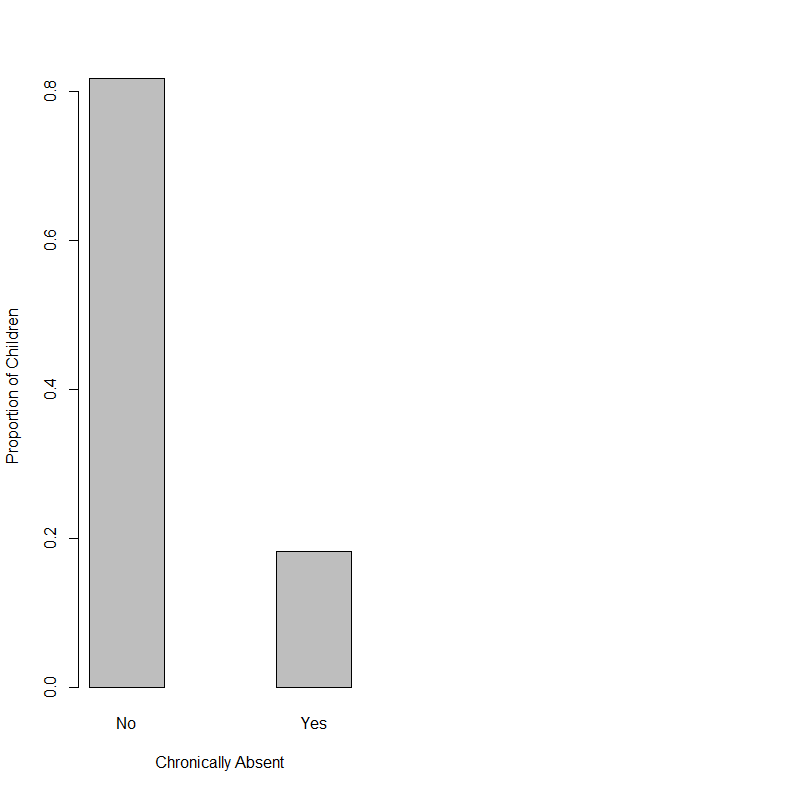 Proportion of Children
0.8
0.6
0.4
0.2
0.0
No Yes
Chronically Absent